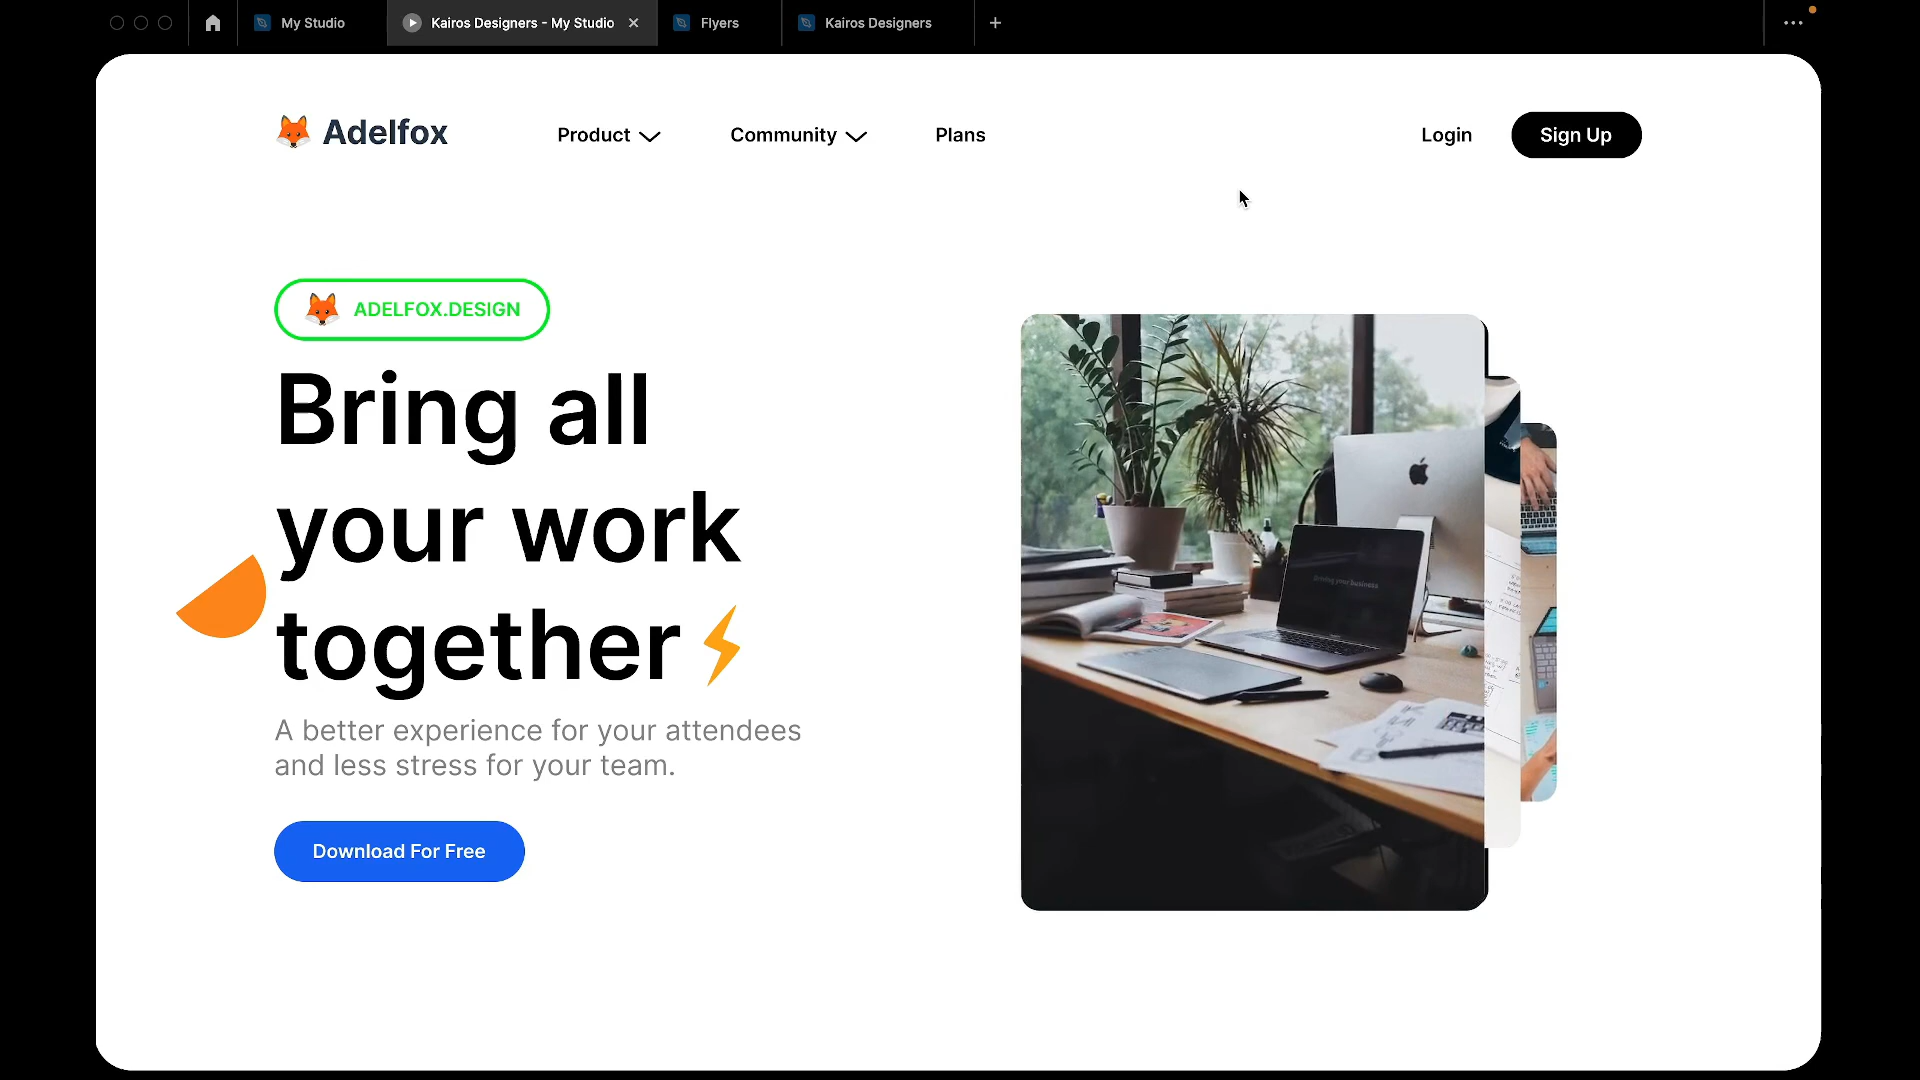 My Studio
Kairos Designers - My Studio
Flyers
Kairos Designers
Adelfox
Product
Community
Plans
Login
Sign Up
ADELFOX.DESIGN
Bring all
your work
together
A better experience for your attendees
and less stress for your team.
Download For Free